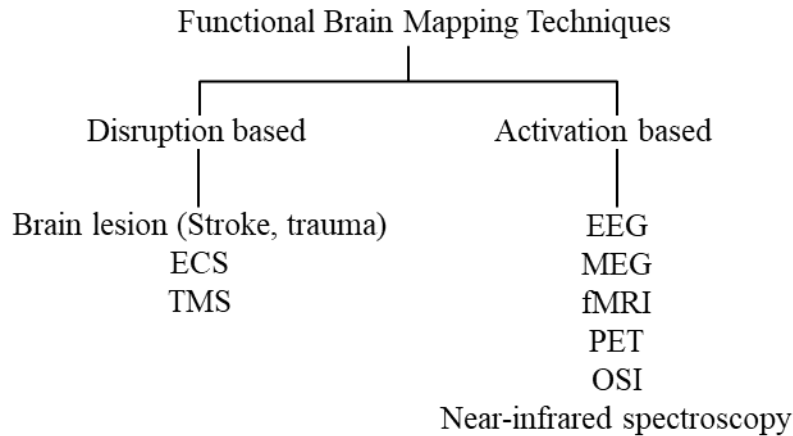 Functional Brain Mapping Techniques
Disruption based
Activation based
Brain lesion (Stroke, trauma)
ECS
TMS
EEG
MEG
fMRI
PET
OSI
Near-infrared spectroscopy